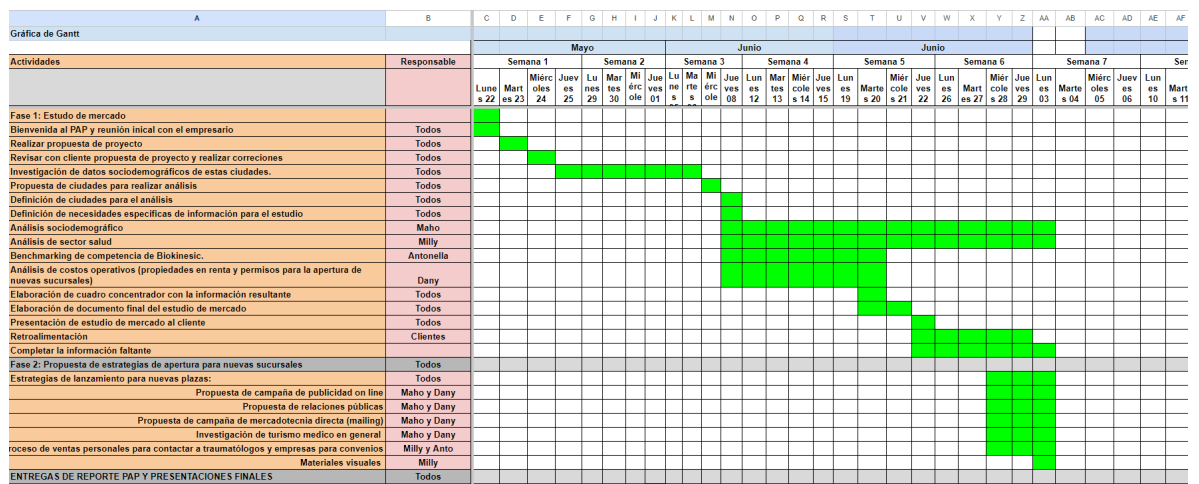 A B C D E F G H I J K L M N O P Q R S T U V W X Y Z AA AB AC AD AE AF
Gráfica de Gantt
Mayo Junio Junio
Actividades Responsable Semana 1 Semana 2 Semana 3 Semana 4 Semana 5 Semana 6 Semana 7
Lunes 22 Martes 23 Miércoles 24 Jueves 25 Lunes 29 Martes 30 Miércole Jueves 01 Lunes Martes Miércole Jueves 08 Lunes 12 Martes 13 Miércoles 14 Jueves 15 Lunes 19 Martes 20 Miércoles 21 Jueves 22 Lunes 26 Martes 27 Miércoles 28 Jueves 29 Lunes 03 Martes 04 Miércoles 05 Jueves 06 Lunes 10 Martes 11
Fase 1: Estudo de mercado
Bienvenida al PAP y reunión inical con el empresario Todos
Realizar propuesta de proyecto Todos
Revisar con cliente propuesta de proyecto y realizar correciones Todos
Investigación de datos sociodemográficos de estas ciudades. Todos
Propuesta de ciudades para realizar análisis Todos
Definición de ciudades para el análisis Todos
Definición de necesidades especificas de información para el estudio Todos
Análisis sociodemográfico Maho
Análisis de sector salud Milly
Benchmarking de competencia de Biokinesic. Antonella
Análisis de costos operativos (propiedades en renta y permisos para la apertura de
nuevas sucursales) Dany
Elaboración de cuadro concentrador con la información resultante Todos
Elaboración de documento final del estudio de mercado Todos
Presentación de estudio de mercado al cliente Todos
Retroalimentación Clientes
Completar la información faltante
Fase 2: Propuesta de estrategias de apertura para nuevas sucursales Todos
Estrategias de lanzamiento para nuevas plazas: Todos
Propuesta de campaña de publicidad on line Maho y Dany
Propuesta de relaciones públicas Maho y Dany
Propuesta de campaña de mercadotecnia directa (mailing) Maho y Dany
Investigación de turismo medico en general Maho y Dany
roceso de ventas personales para contactar a traumatólogos y empresas para convenios Milly y Anto
Materiales visuales Milly
ENTREGAS DE REPORTE PAP Y PRESENTACIONES FINALES Todos